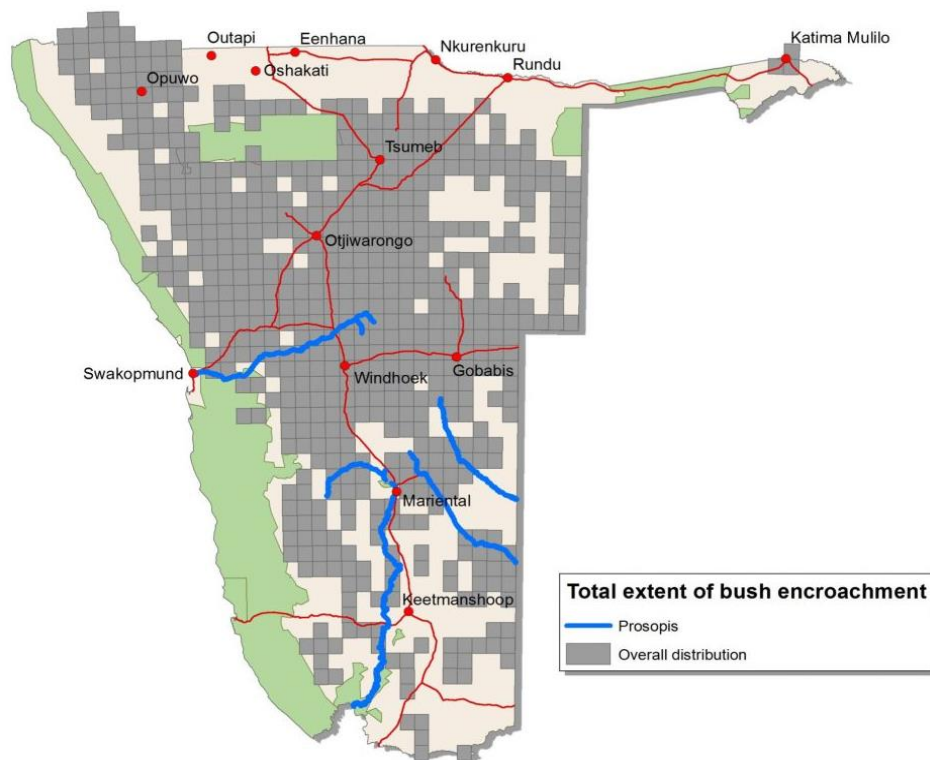 Outapi
Eenhana
Nkurenkuru
Katima Mulilo
Opuwo
Oshakati
Rundu
Tsumeb
Otjiwarongo
Swakopmund
Windhoek
Gobabis
Mariental
Keetmanshoop
Total extent of bush encroachment
Prosopis
Overall distribution